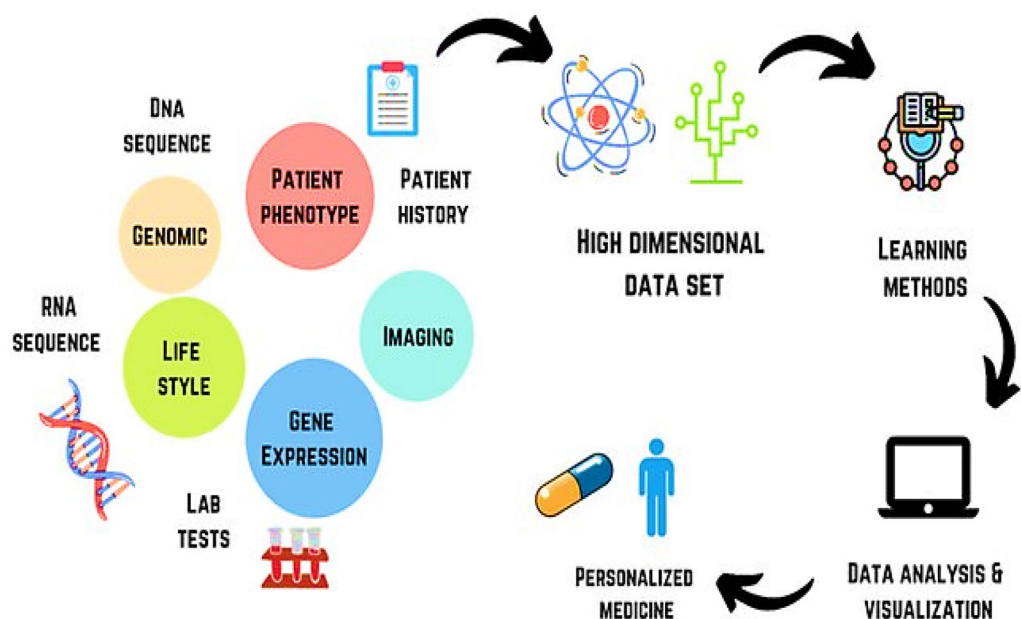 DNA
SEQUENCE
PATIENT
PHENOTYPE
PATIENT
HISTORY
GENOMIC
RNA
SEQUENCE
LIFE
STYLE
IMAGING
GENE
EXPRESSION
LAB
TESTS
HIGH DIMENSIONAL
DATA SET
LEARNING
METHODS
DATA ANALYSIS &
VISUALIZATION
PERSONALIZED
MEDICINE